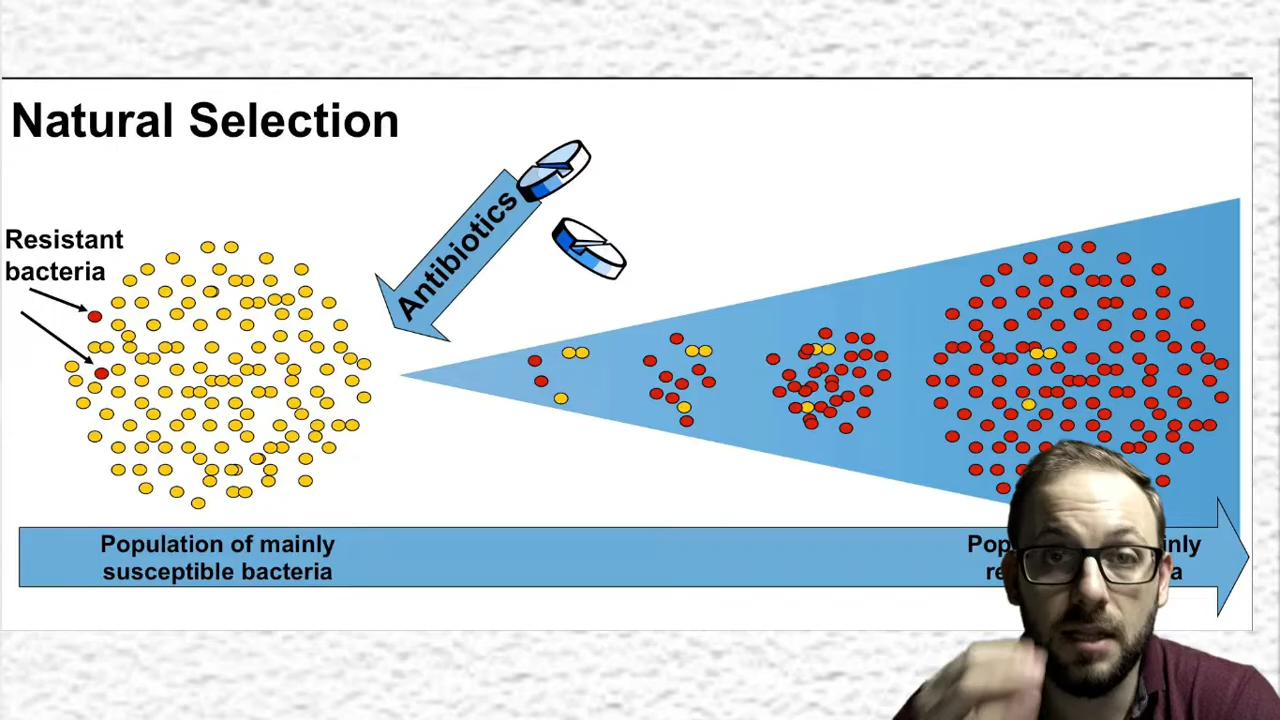 Natural Selection
Resistant
bacteria
Antibiotics
Population of mainly
susceptible bacteria